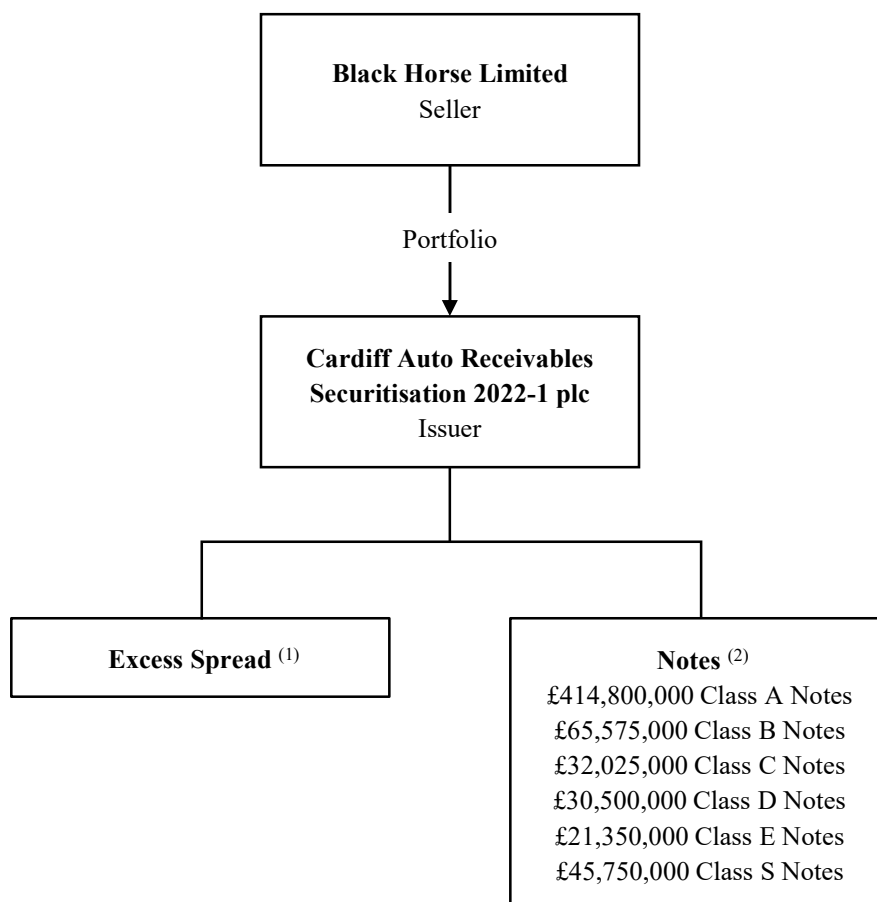 Black Horse Limited
Seller
Portfolio
Cardiff Auto Receivables
Securitisation 2022-1 plc
Issuer
Excess Spread (1)
Notes (2)
£414,800,000 Class A Notes
£65,575,000 Class B Notes
£32,025,000 Class C Notes
£30,500,000 Class D Notes
£21,350,000 Class E Notes
£45,750,000 Class S Notes